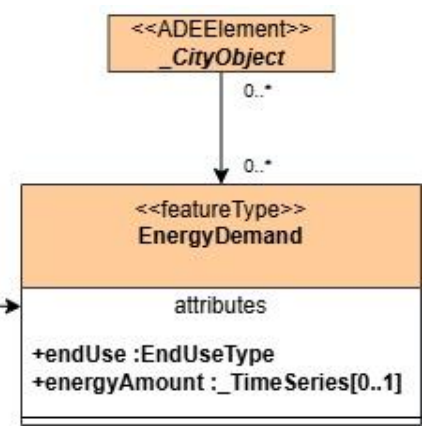 <<ADEElement>>
_CityObject
0..*
0..*
<<featureType>>
EnergyDemand
attributes
+endUse :EndUseType
+energyAmount :_TimeSeries[0..1]